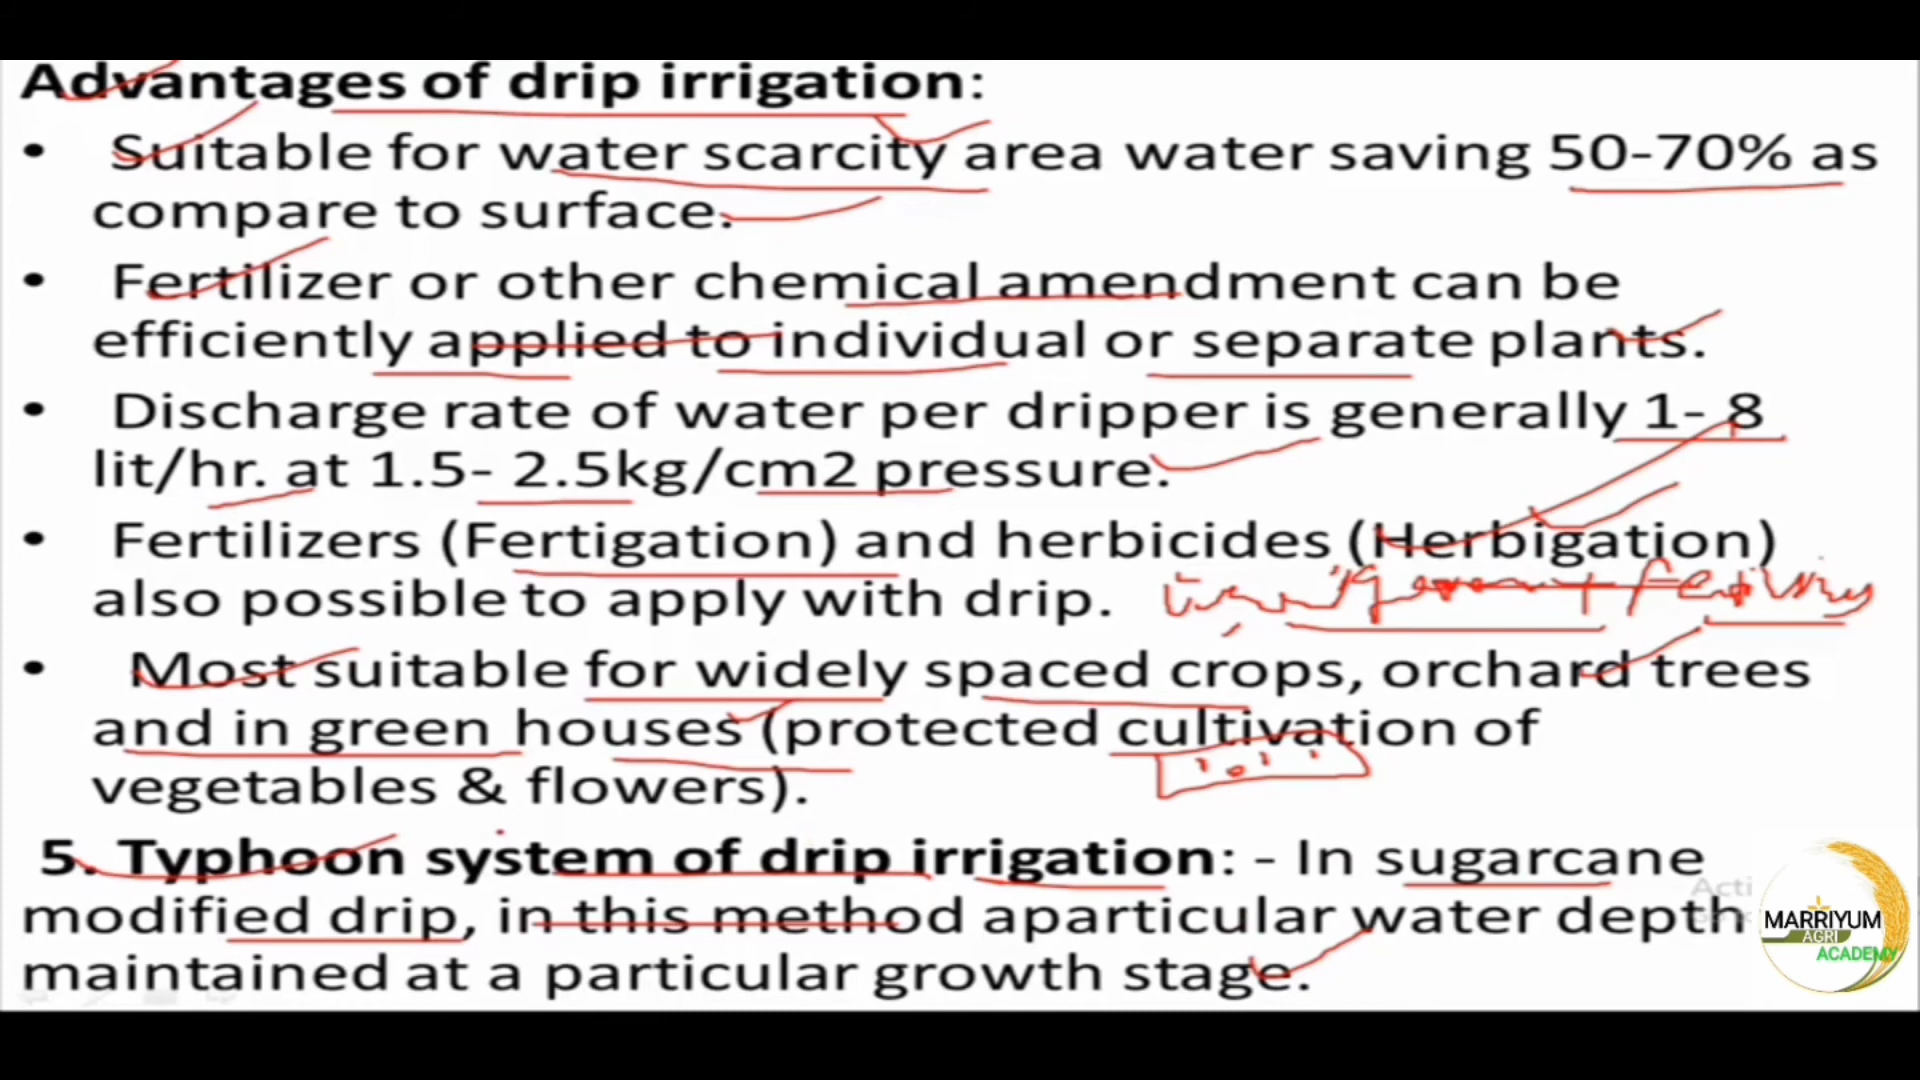 Advantages of drip irrigation:
• Suitable for water scarcity area water saving 50-70% as
compare to surface.
• Fertilizer or other chemical amendment can be
efficiently applied to individual or separate plants.
• Discharge rate of water per dripper is generally 1- 8
lit/hr. at 1.5- 2.5kg/cm2 pressure.
• Fertilizers (Fertigation) and herbicides (Herbigation)
also possible to apply with drip.
• Most suitable for widely spaced crops, orchard trees
and in green houses (protected cultivation of
vegetables & flowers).
5. Typhoon system of drip irrigation: - In sugarcane
modified drip, in this method aparticular water depth
maintained at a particular growth stage.
MARRIYUM
AGRI
ACADEMY